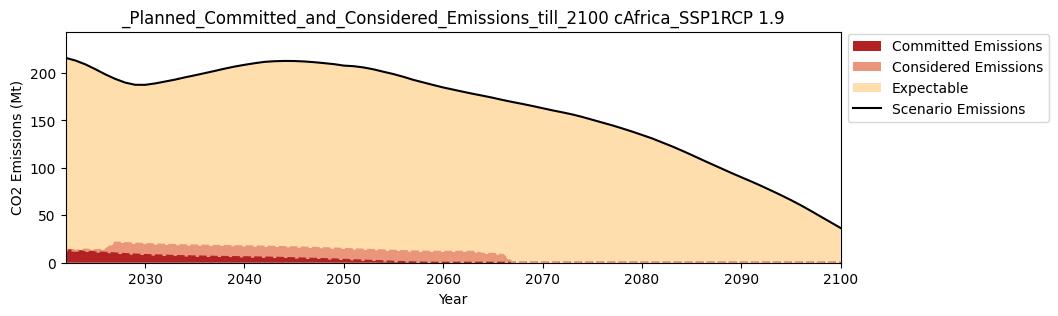 _Planned_Committed_and_Considered_Emissions_till_2100 cAfrica_SSP1RCP 1.9
CO2 Emissions (Mt)
200
150
100
50
0
2030 2040 2050 2060 2070 2080 2090 2100
Year
Committed Emissions
Considered Emissions
Expectable
Scenario Emissions